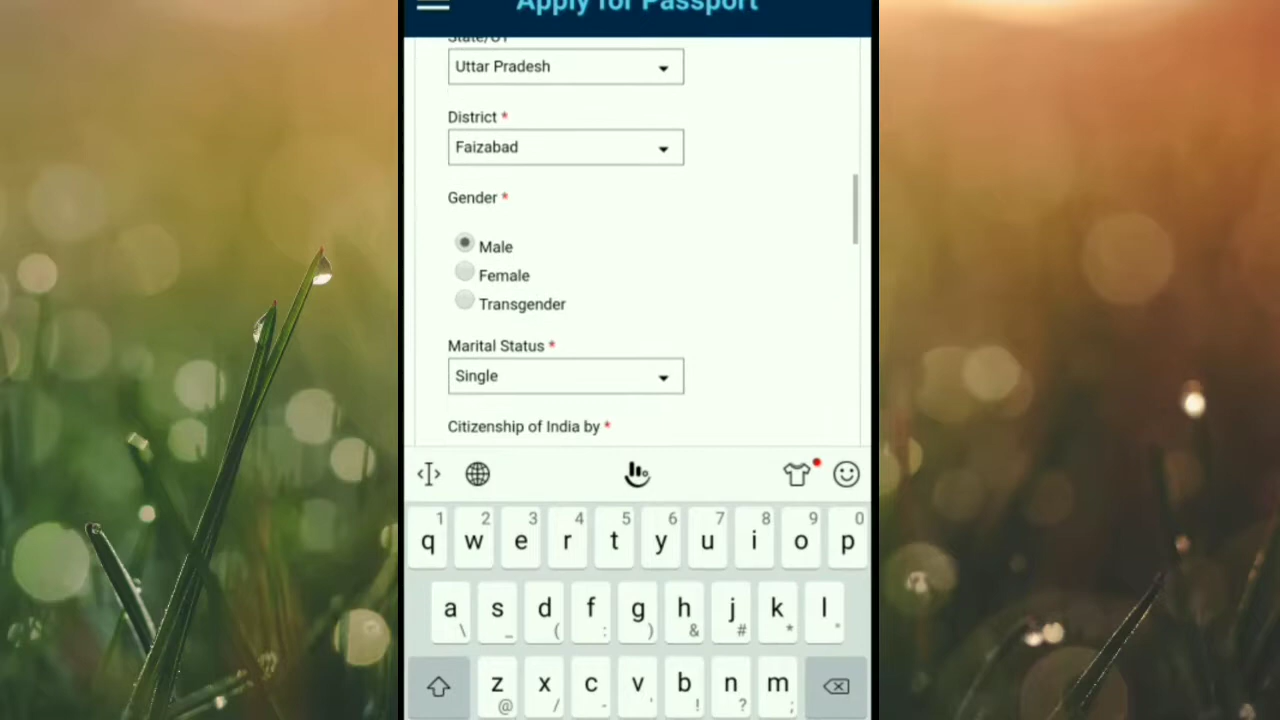 Apply for Passport
State/UT
Uttar Pradesh
District *
Faizabad
Gender *
Male
Female
Transgender
Marital Status *
Single
Citizenship of India by *
1 2 3 4 5 6 7 8 9 0
q w e r t y u i o p
a s d f g h j k l
\ _ ( : ) & # * "
z x c v b n m
@ / - ' ! ? ;